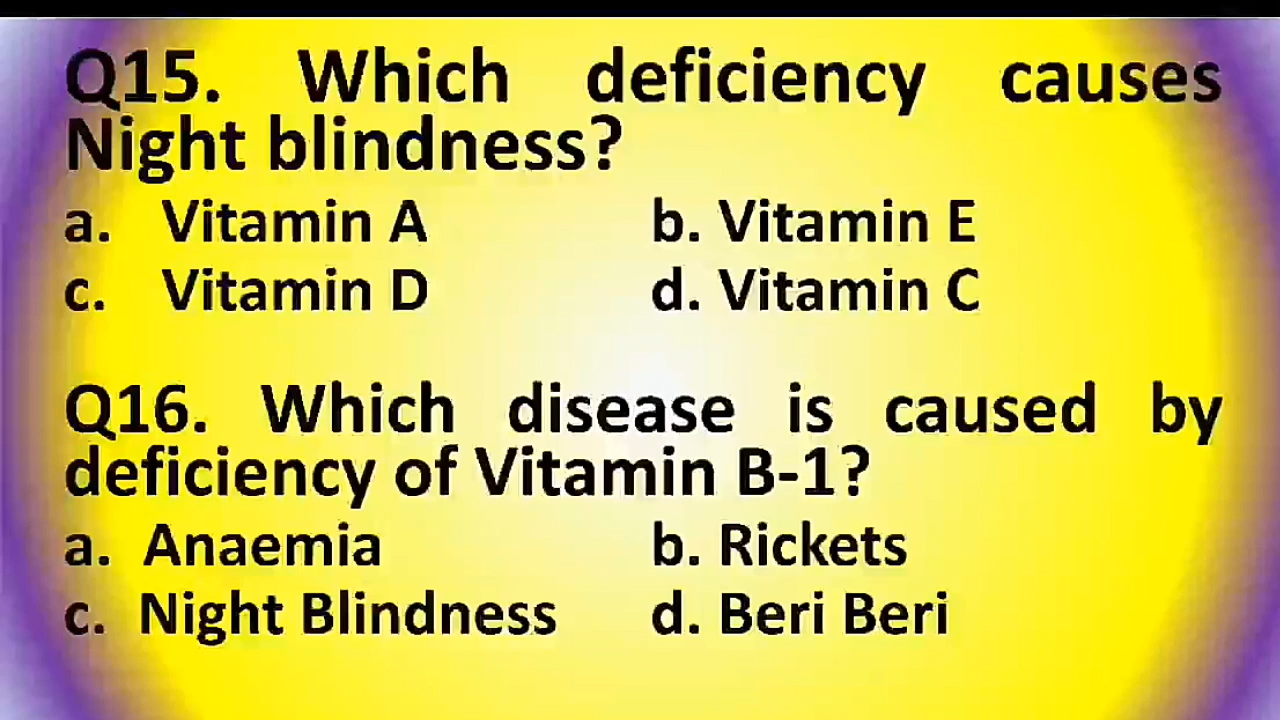 Q15. Which deficiency causes
Night blindness?
a. Vitamin A b. Vitamin E
c. Vitamin D d. Vitamin C
Q16. Which disease is caused by
deficiency of Vitamin B-1?
a. Anaemia b. Rickets
c. Night Blindness d. Beri Beri